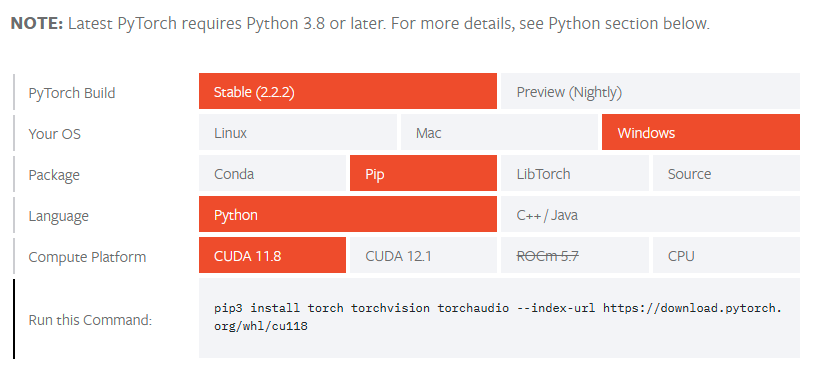 NOTE: Latest PyTorch requires Python 3.8 or later. For more details, see Python section below.
PyTorch Build Stable (2.2.2) Preview (Nightly)
Your OS Linux Mac Windows
Package Conda Pip LibTorch Source
Language Python C++ / Java
Compute Platform CUDA 11.8 CUDA 12.1 ROCm 5.7 CPU
Run this Command: pip3 install torch torchvision torchaudio --index-url https://download.pytorch.
org/whl/cu118